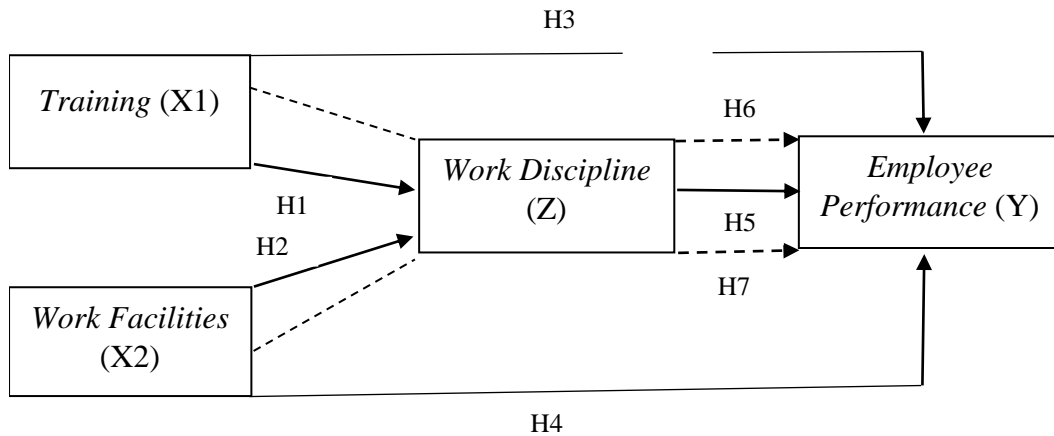 H3
Training (X1)
H6
Work Discipline
(Z)
Employee
Performance (Y)
H1
H5
H2
H7
Work Facilities
(X2)
H4